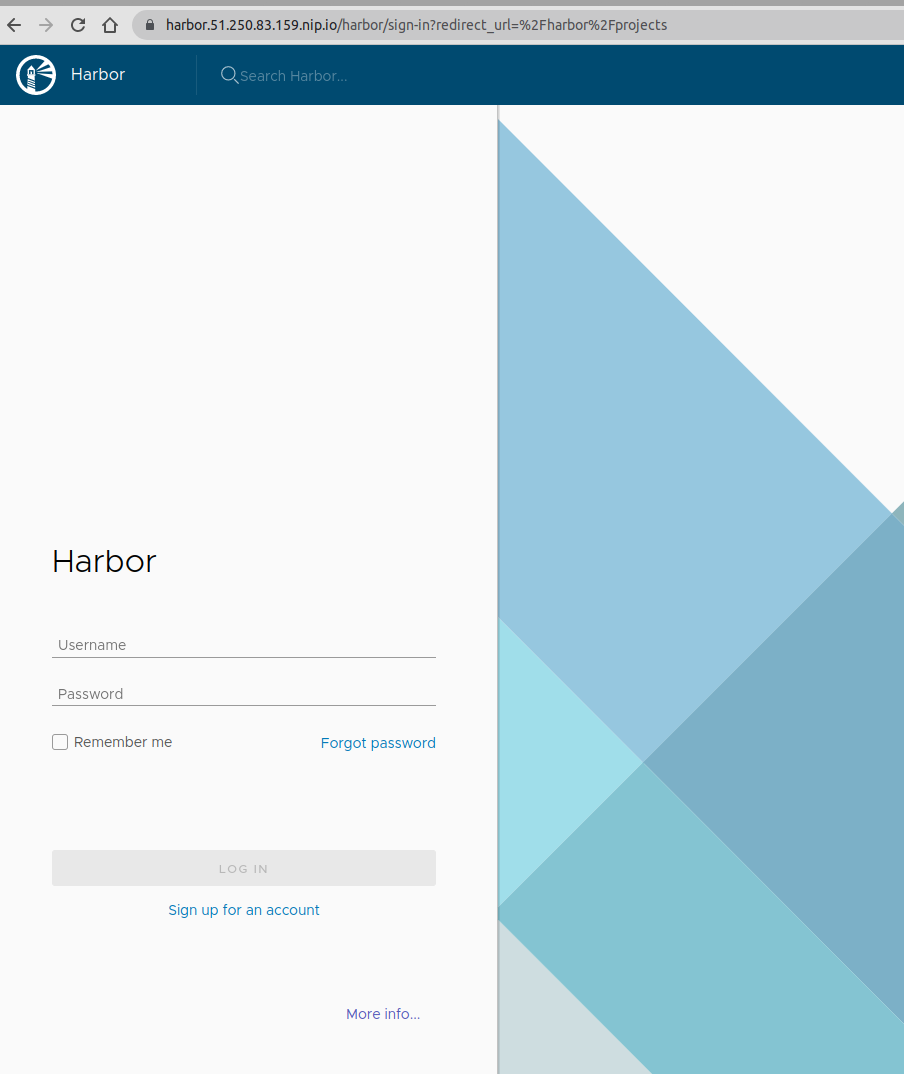 harbor.51.250.83.159.nip.io/harbor/sign-in?redirect_url=%2Fharbor%2Fprojects
Harbor
Search Harbor...
Harbor
Username
Password
Remember me
Forgot password
LOG IN
Sign up for an account
More info...